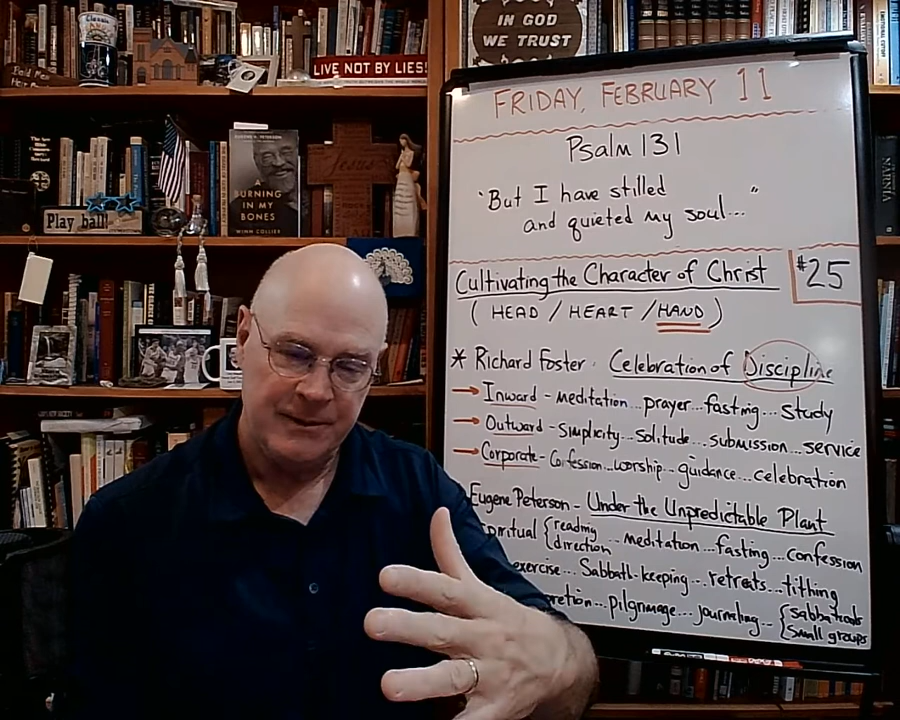 IN GOD
WE TRUST
LIVE NOT BY LIES!
Play ball!
A
BURNING
IN MY
BONES
WINN COLLIER
Jesus
NARNIA
FRIDAY, FEBRUARY 11
Psalm 131
"But I have stilled
and quieted my soul..."
Cultivating the Character of Christ
$25
(HEAD / HEART / HAND)
* Richard Foster · Celebration of Discipline
→ Inward - meditation...prayer...fasting...study
→ Outward - simplicity...solitude...submission...service
→ Corporate - Confession...worship...guidance...celebration
Eugene Peterson - Under the Unpredictable Plant
piritual { reading direction ... meditation...fasting...confession
exercise... Sabbath-keeping...retreats...tithing
retion...pilgrimage...journaling... { sabbaticals
small groups